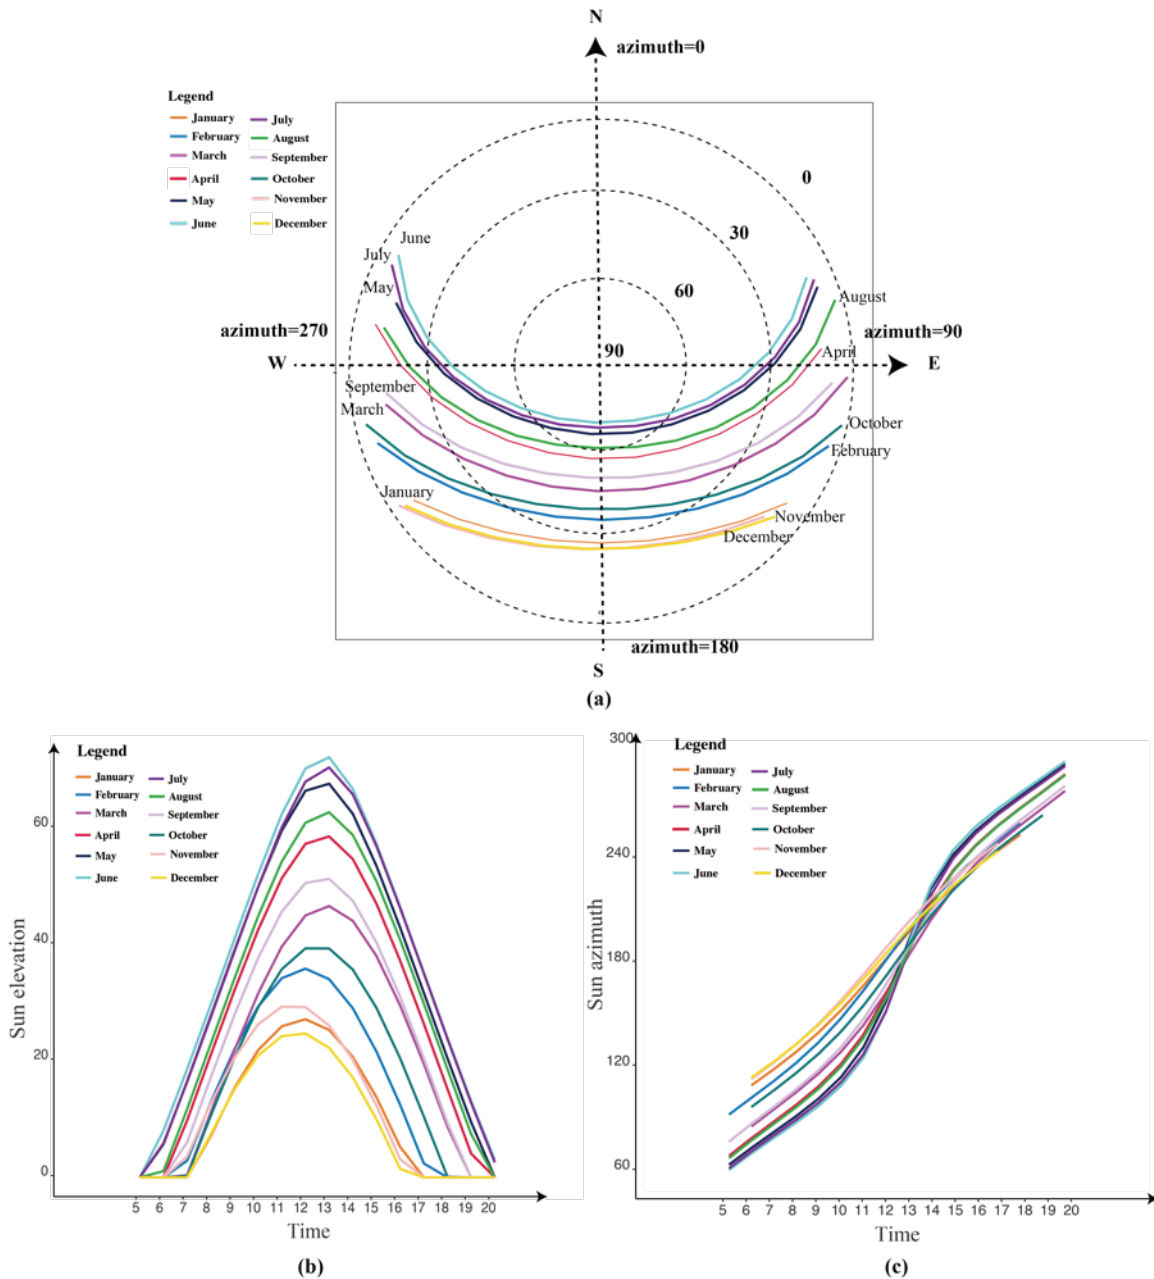 N
azimuth=0
Legend
January July
February August
March September
April October
May November
June December
0
30
60
90
June
July
May
August
azimuth=270
azimuth=90
W
E
April
September
March
October
February
January
November
December
azimuth=180
S
(a)
Legend
January July
February August
March September
April October
May November
June December
Sun elevation
60
40
20
0
5 6 7 8 9 10 11 12 13 14 15 16 17 18 19 20
Time
(b)
Legend
January July
February August
March September
April October
May November
June December
Sun azimuth
300
240
180
120
60
5 6 7 8 9 10 11 12 13 14 15 16 17 18 19 20
Time
(c)